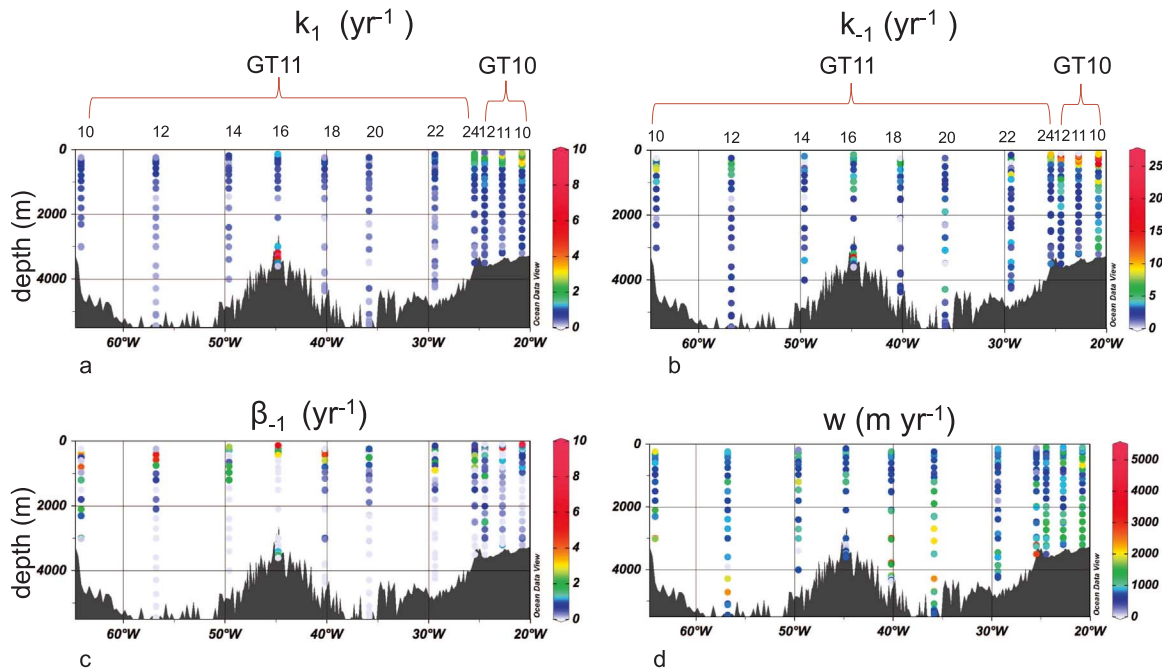 k₁ (yr⁻¹)
GT11
GT10
10 12 14 16 18 20 22 24 12 11 10
0
2000
4000
depth (m)
60°W 50°W 40°W 30°W 20°W
Ocean Data View
10
8
6
4
2
0
a
k₋₁ (yr⁻¹)
GT11
GT10
10 12 14 16 18 20 22 24 12 11 10
0
2000
4000
60°W 50°W 40°W 30°W 20°W
Ocean Data View
25
20
15
10
5
0
b
β₋₁ (yr⁻¹)
0
2000
4000
depth (m)
60°W 50°W 40°W 30°W 20°W
Ocean Data View
10
8
6
4
2
0
c
w (m yr⁻¹)
0
2000
4000
60°W 50°W 40°W 30°W 20°W
Ocean Data View
5000
4000
3000
2000
1000
0
d